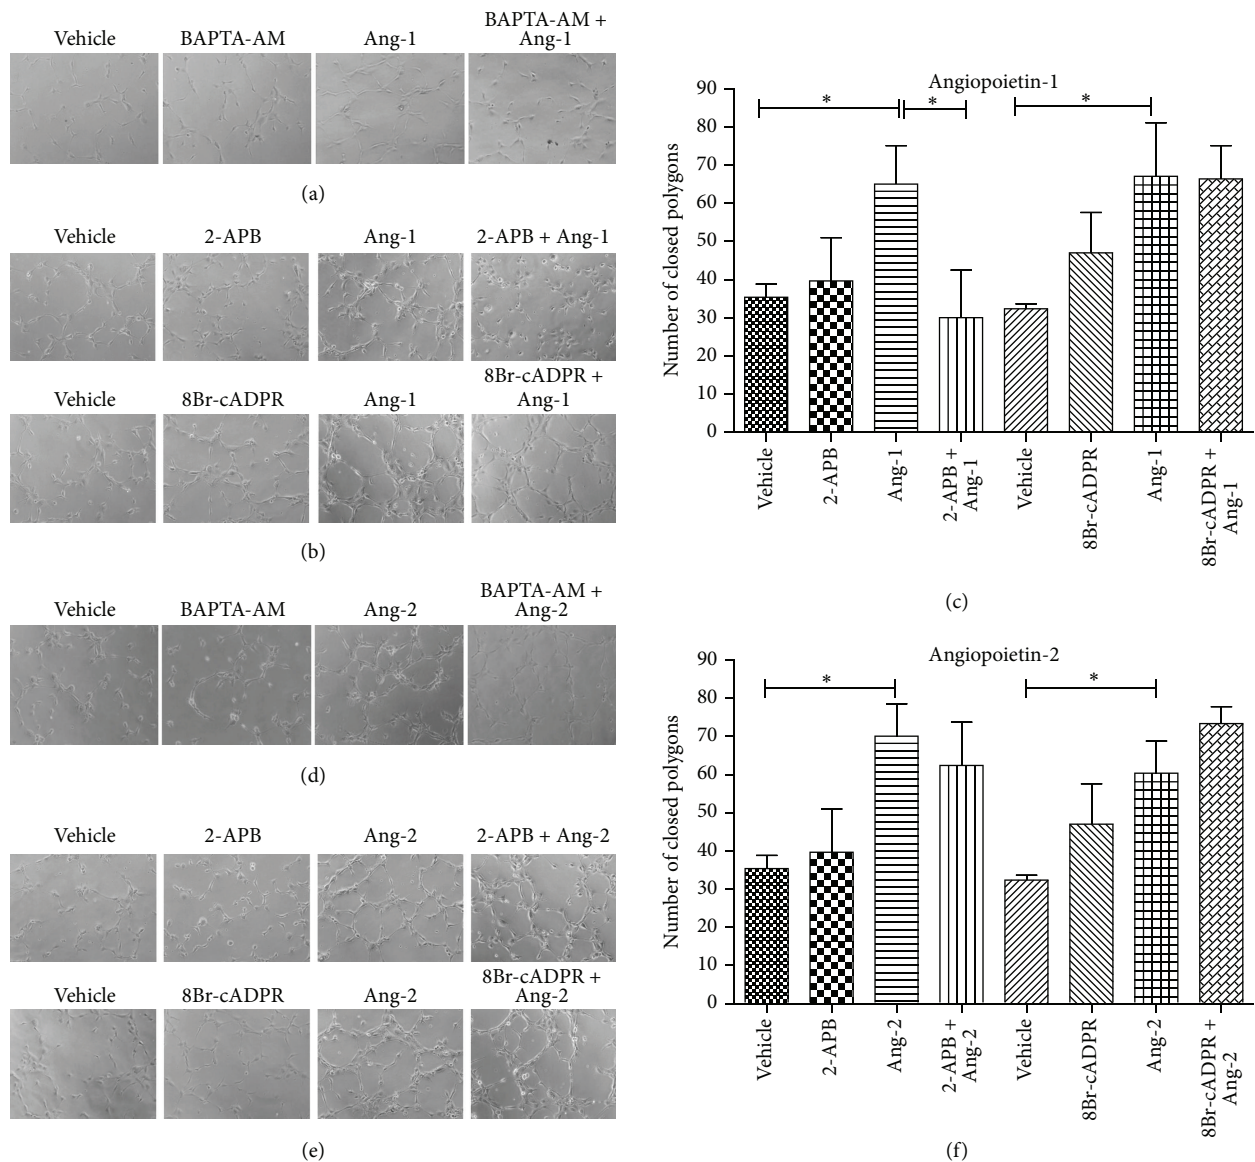 Vehicle BAPTA-AM Ang-1 BAPTA-AM +
Ang-1
(a)
Vehicle 2-APB Ang-1 2-APB + Ang-1
Vehicle 8Br-cADPR Ang-1 8Br-cADPR +
Ang-1
(b)
Angiopoietin-1
Number of closed polygons
90
80
70
60
50
40
30
20
10
0
* * *
Vehicle
2-APB
Ang-1
2-APB +
Ang-1
Vehicle
8Br-cADPR
Ang-1
8Br-cADPR +
Ang-1
(c)
Vehicle BAPTA-AM Ang-2 BAPTA-AM +
Ang-2
(d)
Vehicle 2-APB Ang-2 2-APB + Ang-2
Vehicle 8Br-cADPR Ang-2 8Br-cADPR +
Ang-2
(e)
Angiopoietin-2
Number of closed polygons
90
80
70
60
50
40
30
20
10
0
* *
Vehicle
2-APB
Ang-2
2-APB +
Ang-2
Vehicle
8Br-cADPR
Ang-2
8Br-cADPR +
Ang-2
(f)